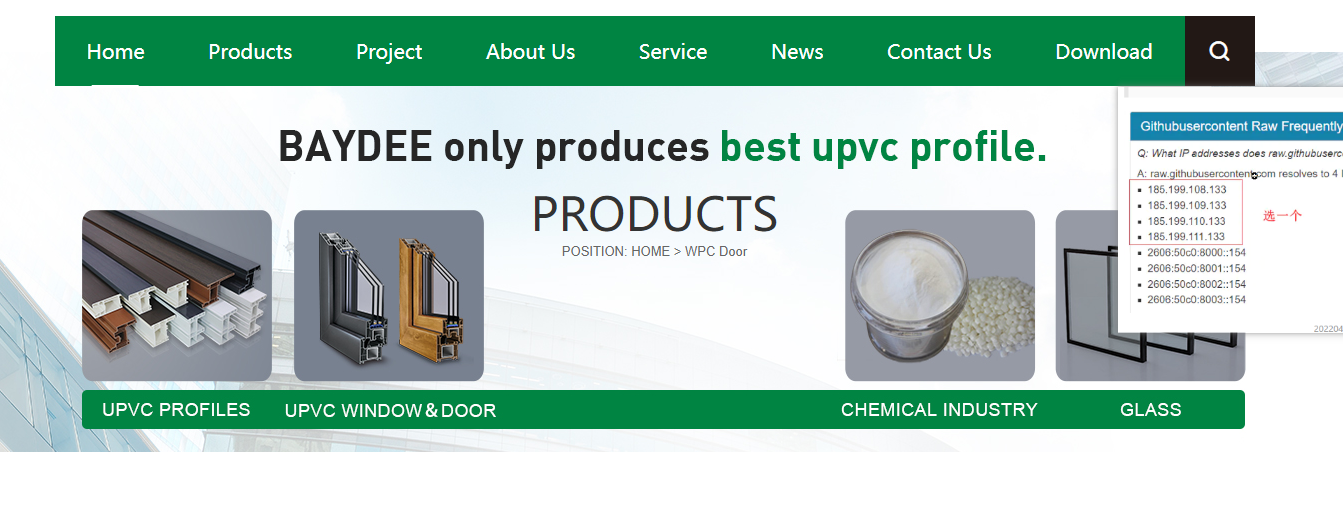 Home Products Project About Us Service News Contact Us Download
BAYDEE only produces best upvc profile.
PRODUCTS
POSITION: HOME > WPC Door
UPVC PROFILES UPVC WINDOW & DOOR CHEMICAL INDUSTRY GLASS
Githubusercontent Raw Frequently
Q: What IP addresses does
A: raw.githubusercontent.com resolves to 4
185.199.108.133
185.199.109.133
185.199.110.133
185.199.111.133
选一个
2606:50c0:8000::154
2606:50c0:8001::154
2606:50c0:8002::154
2606:50c0:8003::154